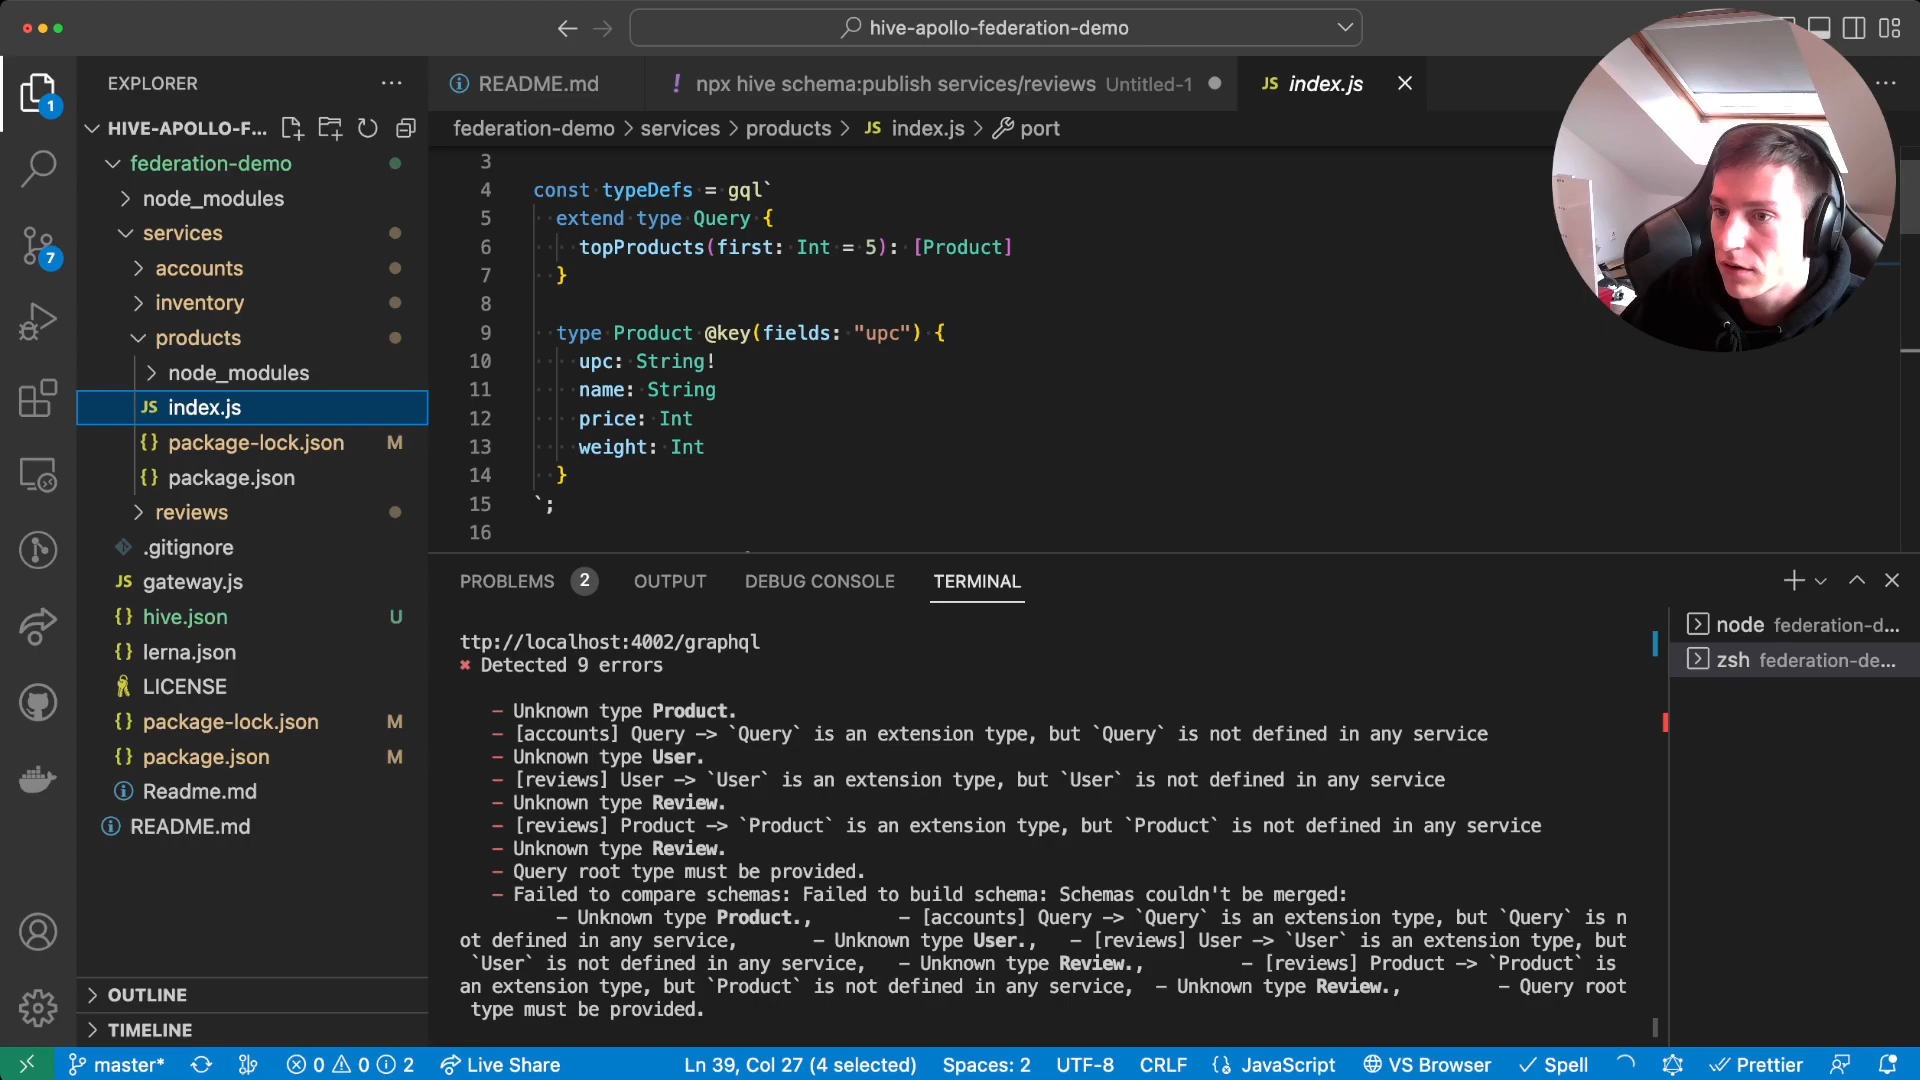 hive-apollo-federation-demo
EXPLORER
README.md
npx hive schema:publish services/reviews Untitled-1
JS index.js
HIVE-APOLLO-F...
federation-demo > services > products > JS index.js > port
federation-demo
node_modules
services
accounts
inventory
products
node_modules
JS index.js
{} package-lock.json M
{} package.json
reviews
.gitignore
JS gateway.js
{} hive.json U
{} lerna.json
LICENSE
{} package-lock.json M
{} package.json M
Readme.md
README.md
OUTLINE
TIMELINE
1
7
3
4 const typeDefs = gql`
5 extend type Query {
6 topProducts(first: Int = 5): [Product]
7 }
8
9 type Product @key(fields: "upc") {
10 upc: String!
11 name: String
12 price: Int
13 weight: Int
14 }
15 `;
16
PROBLEMS 2 OUTPUT DEBUG CONSOLE TERMINAL
node federation-d...
zsh federation-de...
ttp://localhost:4002/graphql
✖ Detected 9 errors
- Unknown type Product.
- [accounts] Query -> `Query` is an extension type, but `Query` is not defined in any service
- Unknown type User.
- [reviews] User -> `User` is an extension type, but `User` is not defined in any service
- Unknown type Review.
- [reviews] Product -> `Product` is an extension type, but `Product` is not defined in any service
- Unknown type Review.
- Query root type must be provided.
- Failed to compare schemas: Failed to build schema: Schemas couldn't be merged:
- Unknown type Product., - [accounts] Query -> `Query` is an extension type, but `Query` is n
ot defined in any service, - Unknown type User., - [reviews] User -> `User` is an extension type, but
`User` is not defined in any service, - Unknown type Review., - [reviews] Product -> `Product` is
an extension type, but `Product` is not defined in any service, - Unknown type Review., - Query root
type must be provided.
master* 0 0 2 Live Share Ln 39, Col 27 (4 selected) Spaces: 2 UTF-8 CRLF {} JavaScript VS Browser Spell Prettier